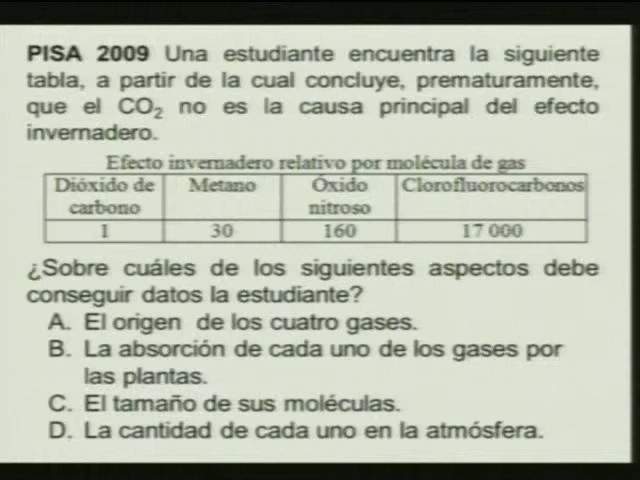 PISA 2009 Una estudiante encuentra la siguiente
tabla, a partir de la cual concluye, prematuramente,
que el CO₂ no es la causa principal del efecto
invernadero.
Efecto invernadero relativo por molécula de gas
Dióxido de carbono Metano Óxido nitroso Clorofluorocarbonos
1 30 160 17 000
¿Sobre cuáles de los siguientes aspectos debe
conseguir datos la estudiante?
A. El origen de los cuatro gases.
B. La absorción de cada uno de los gases por
las plantas.
C. El tamaño de sus moléculas.
D. La cantidad de cada uno en la atmósfera.